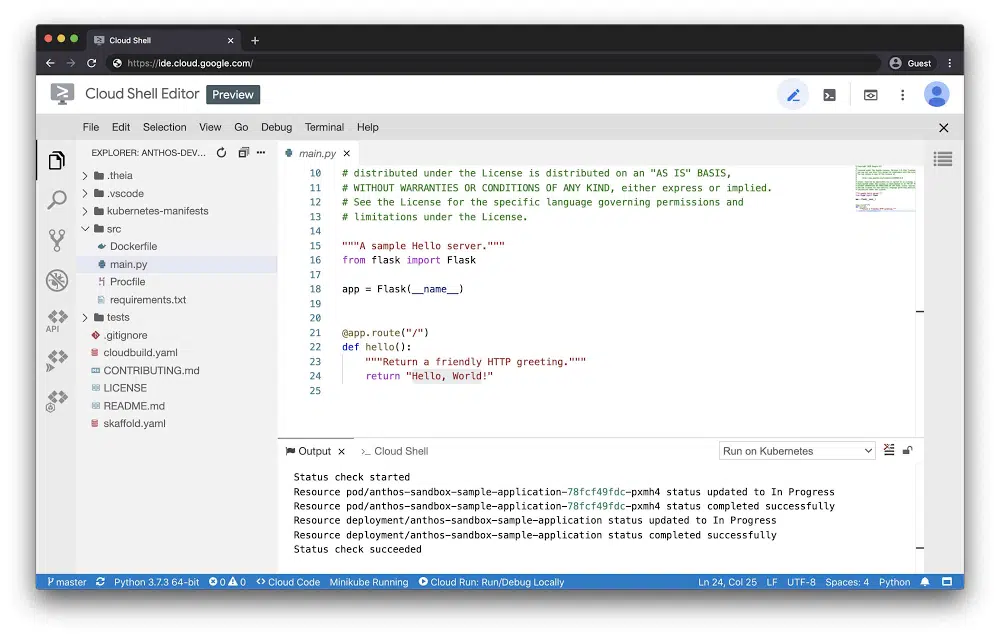 Cloud Shell
https://ide.cloud.google.com/
Guest
Cloud Shell Editor Preview
File Edit Selection View Go Debug Terminal Help
EXPLORER: ANTHOS-DEV...
.theia
.vscode
kubernetes-manifests
src
Dockerfile
main.py
Procfile
requirements.txt
tests
.gitignore
cloudbuild.yaml
CONTRIBUTING.md
LICENSE
README.md
skaffold.yaml
API
main.py
10 # distributed under the License is distributed on an "AS IS" BASIS,
11 # WITHOUT WARRANTIES OR CONDITIONS OF ANY KIND, either express or implied.
12 # See the License for the specific language governing permissions and
13 # limitations under the License.
14
15 """A sample Hello server."""
16 from flask import Flask
17
18 app = Flask(__name__)
19
20
21 @app.route("/")
22 def hello():
23 """Return a friendly HTTP greeting."""
24 return "Hello, World!"
25
Output Cloud Shell Run on Kubernetes
Status check started
Resource pod/anthos-sandbox-sample-application-78fcf49fdc-pxmh4 status updated to In Progress
Resource pod/anthos-sandbox-sample-application-78fcf49fdc-pxmh4 status completed successfully
Resource deployment/anthos-sandbox-sample-application status updated to In Progress
Resource deployment/anthos-sandbox-sample-application status completed successfully
Status check succeeded
master Python 3.7.3 64-bit 0 0 Cloud Code Minikube Running Cloud Run: Run/Debug Locally Ln 24, Col 25 LF UTF-8 Spaces: 4 Python